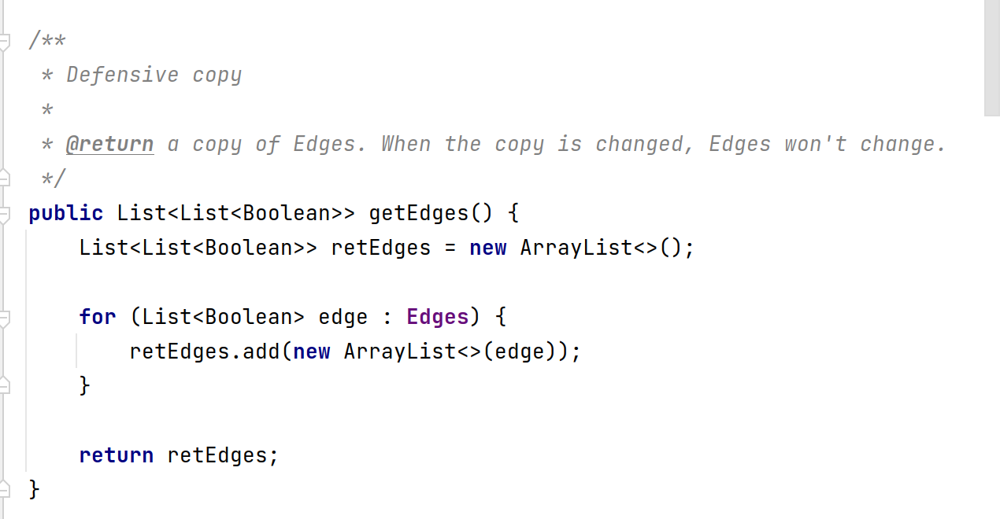 /**
 * Defensive copy
 *
 * @return a copy of Edges. When the copy is changed, Edges won't change.
 */
public List<List<Boolean>> getEdges() {
    List<List<Boolean>> retEdges = new ArrayList<>();
    for (List<Boolean> edge : Edges) {
        retEdges.add(new ArrayList<>(edge));
    }
    return retEdges;
}